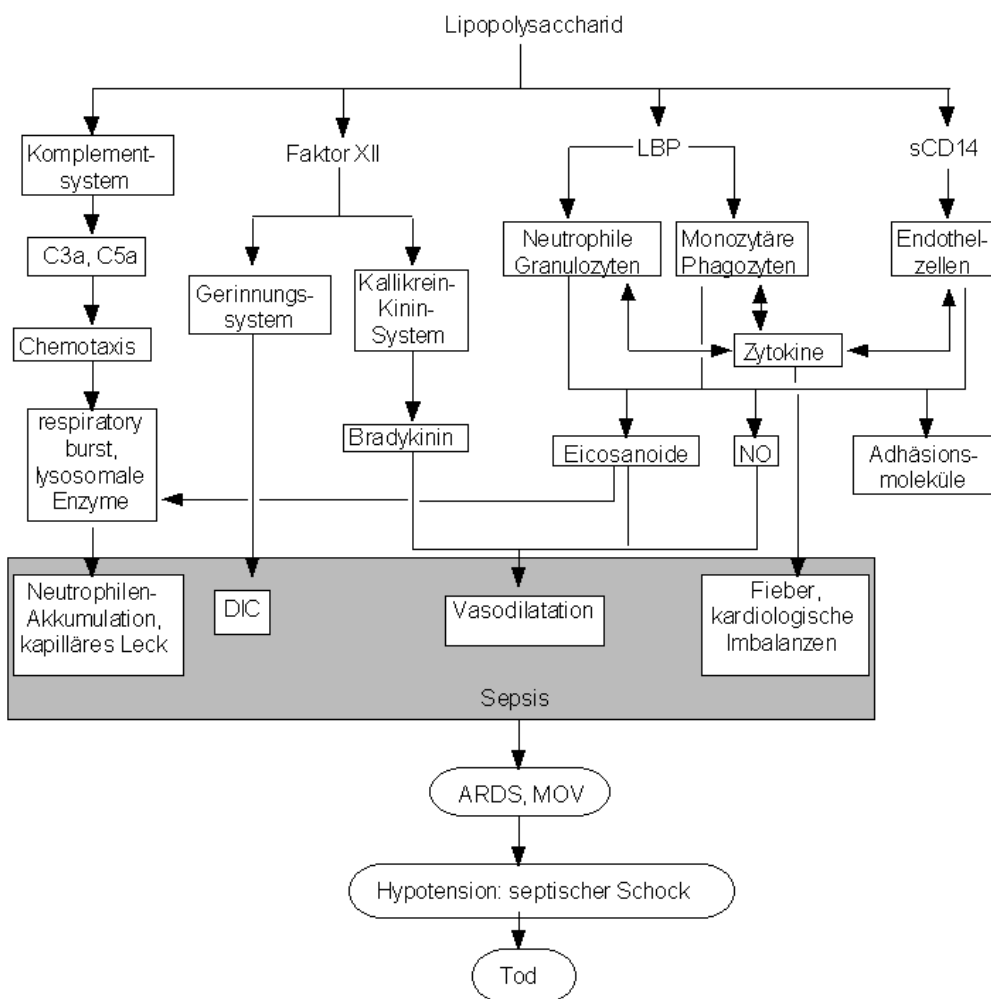 Lipopolysaccharid
Komplement-
system
Faktor XII
LBP
sCD14
C3a, C5a
Gerinnungs-
system
Kallikrein-
Kinin-
System
Neutrophile
Granulozyten
Monozytäre
Phagozyten
Endothel-
zellen
Chemotaxis
Zytokine
respiratory
burst,
lysosomale
Enzyme
Bradykinin
Eicosanoide
NO
Adhäsions-
moleküle
Neutrophilen-
Akkumulation,
kapilläres Leck
DIC
Vasodilatation
Fieber,
kardiologische
Imbalanzen
Sepsis
ARDS, MOV
Hypotension: septischer Schock
Tod